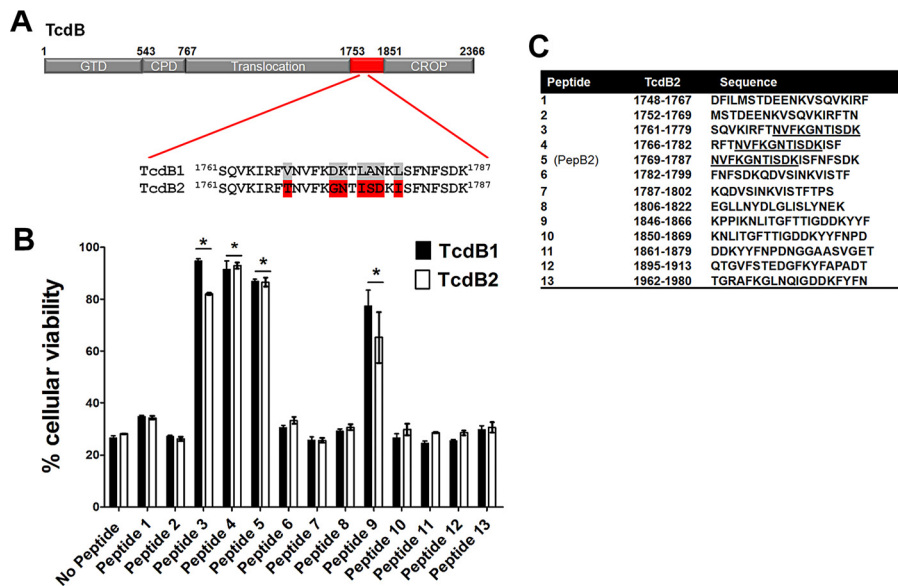 A
TcdB
1 543 767 1753 1851 2366
GTD CPD Translocation CROP
TcdB1 1761SQVKIRFVNVFKDKTLANKLSFNFSDK1787
TcdB2 1761SQVKIRFTNVFKGNTISDKISFNFSDK1787
B
% cellular viability
100
80
60
40
20
0
* * * *
TcdB1
TcdB2
No Peptide
Peptide 1
Peptide 2
Peptide 3
Peptide 4
Peptide 5
Peptide 6
Peptide 7
Peptide 8
Peptide 9
Peptide 10
Peptide 11
Peptide 12
Peptide 13
C
Peptide TcdB2 Sequence
1 1748-1767 DFILMSTDEENKVSQVKIRF
2 1752-1769 MSTDEENKVSQVKIRFTN
3 1761-1779 SQVKIRFTNVFKGNTISDK
4 1766-1782 RFTNVFKGNTISDKISF
5 (PepB2) 1769-1787 NVFKGNTISDKISFNFSDK
6 1782-1799 FNFSDKQDVSINKVISTF
7 1787-1802 KQDVSINKVISTFTPS
8 1806-1822 EGLLNYDLGLISLYNEK
9 1846-1866 KPPIKNLITGFTTIGDDKYYF
10 1850-1869 KNLITGFTTIGDDKYYFNPD
11 1861-1879 DDKYYFNPDNGGAASVGET
12 1895-1913 QTGVFSTEDGFKYFAPADT
13 1962-1980 TGRAFKGLNQIGDDKFYFN